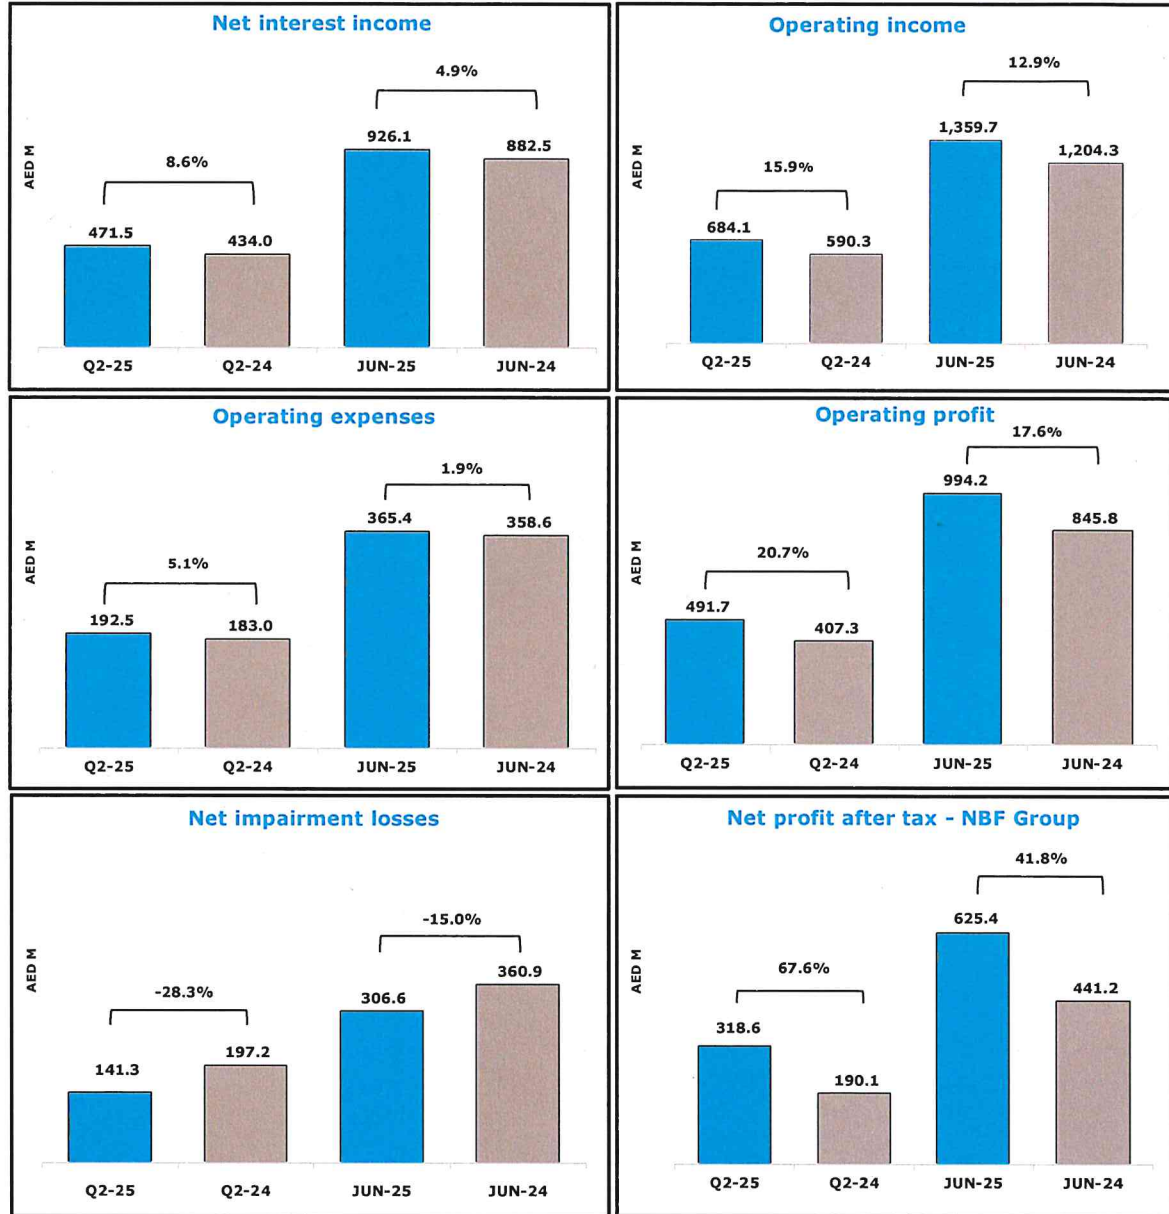 Net interest income
4.9%
926.1
882.5
8.6%
471.5
434.0
AED M
Q2-25 Q2-24 JUN-25 JUN-24
Operating income
12.9%
1,359.7
1,204.3
15.9%
684.1
590.3
AED M
Q2-25 Q2-24 JUN-25 JUN-24
Operating expenses
1.9%
365.4
358.6
5.1%
192.5
183.0
AED M
Q2-25 Q2-24 JUN-25 JUN-24
Operating profit
17.6%
994.2
845.8
20.7%
491.7
407.3
AED M
Q2-25 Q2-24 JUN-25 JUN-24
Net impairment losses
-15.0%
360.9
306.6
-28.3%
197.2
141.3
AED M
Q2-25 Q2-24 JUN-25 JUN-24
Net profit after tax - NBF Group
41.8%
625.4
441.2
67.6%
318.6
190.1
AED M
Q2-25 Q2-24 JUN-25 JUN-24